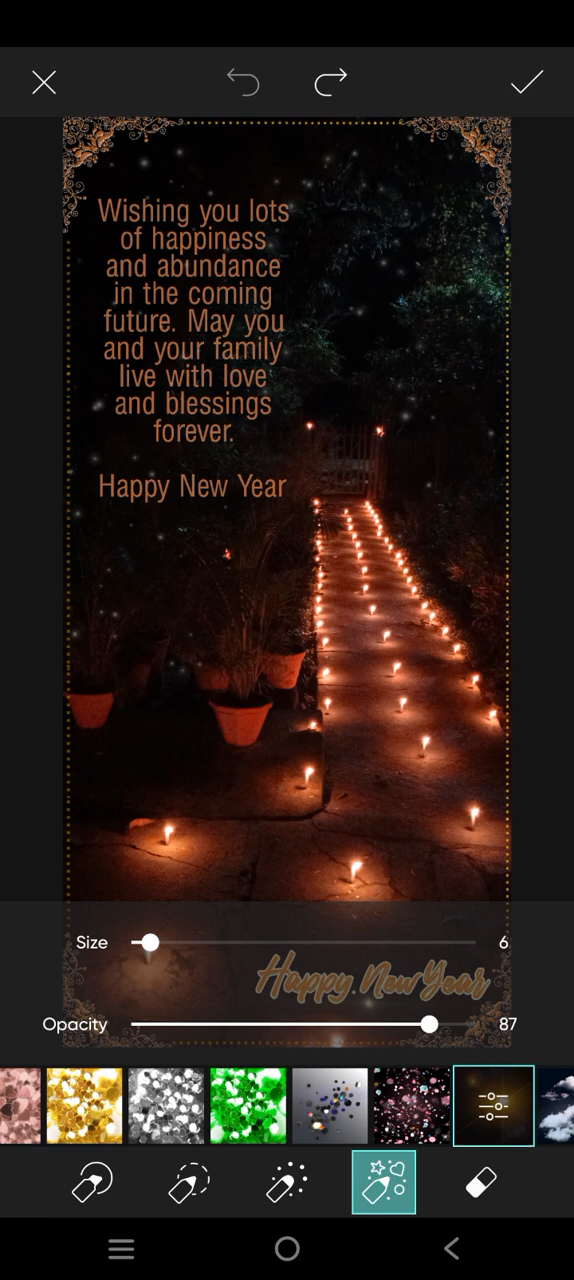 Wishing you lots
of happiness
and abundance
in the coming
future. May you
and your family
live with love
and blessings
forever.
Happy New Year
Size 6
Happy New Year
Opacity 87